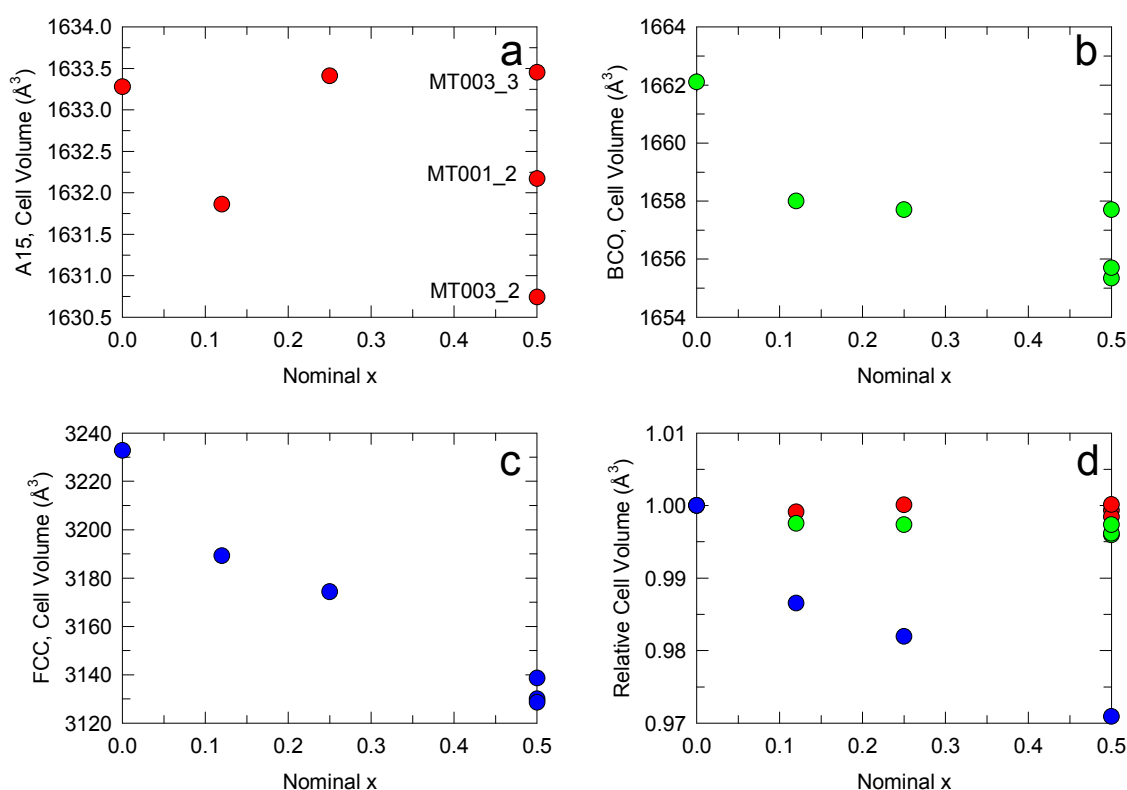 a
A15, Cell Volume (Å³)
1634.0
1633.5
1633.0
1632.5
1632.0
1631.5
1631.0
1630.5
MT003_3
MT001_2
MT003_2
0.0 0.1 0.2 0.3 0.4 0.5
Nominal x
b
BCO, Cell Volume (Å³)
1664
1662
1660
1658
1656
1654
0.0 0.1 0.2 0.3 0.4 0.5
Nominal x
c
FCC, Cell Volume (Å³)
3240
3220
3200
3180
3160
3140
3120
0.0 0.1 0.2 0.3 0.4 0.5
Nominal x
d
Relative Cell Volume (Å³)
1.01
1.00
0.99
0.98
0.97
0.0 0.1 0.2 0.3 0.4 0.5
Nominal x